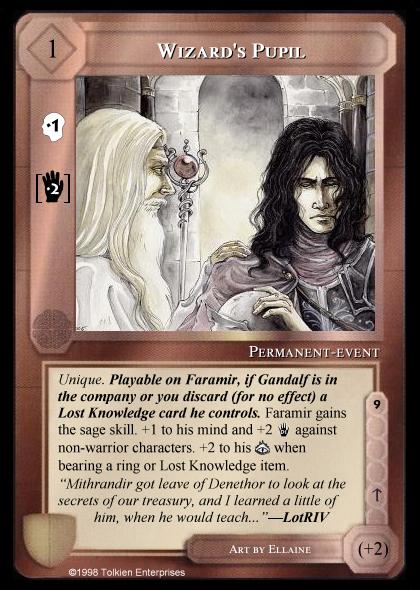 1
WIZARD'S PUPIL
+1
[2]
PERMANENT-EVENT
Unique. Playable on Faramir, if Gandalf is in
the company or you discard (for no effect) a
Lost Knowledge card he controls. Faramir gains
the sage skill. +1 to his mind and +2 against
non-warrior characters. +2 to his when
bearing a ring or Lost Knowledge item.
“Mithrandir got leave of Denethor to look at the
secrets of our treasury, and I learned a little of
him, when he would teach...”—LotRIV
9
↑
ART BY ELLAINE
(+2)
©1998 Tolkien Enterprises